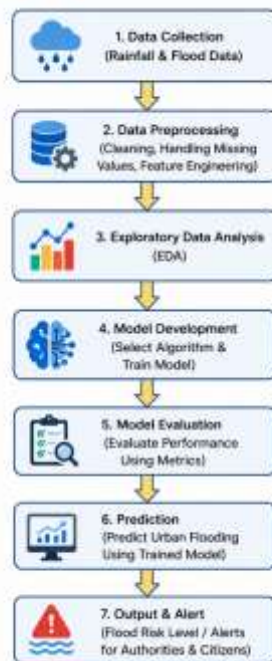 1. Data Collection
(Rainfall & Flood Data)
2. Data Preprocessing
(Cleaning, Handling Missing
Values, Feature Engineering)
3. Exploratory Data Analysis
(EDA)
4. Model Development
(Select Algorithm &
Train Model)
5. Model Evaluation
(Evaluate Performance
Using Metrics)
6. Prediction
(Predict Urban Flooding
Using Trained Model)
7. Output & Alert
(Flood Risk Level / Alerts
for Authorities & Citizens)